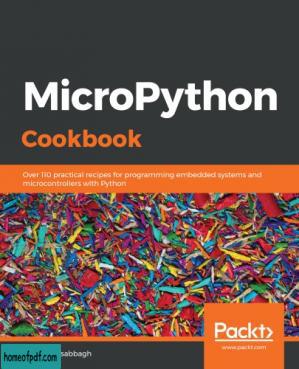 MicroPython
Cookbook
Over 110 practical recipes for programming embedded systems and
microcontrollers with Python
Packt>
www.packt.com
sabbagh
homeofpdf.com